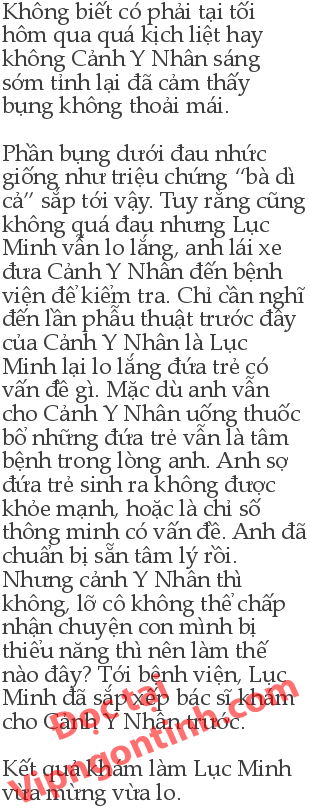 Không biết có phải tại tối
hôm qua quá kịch liệt hay
không Cảnh Y Nhân sáng
sớm tỉnh lại đã cảm thấy
bụng không thoải mái.

Phần bụng dưới đau nhức
giống như triệu chứng “bà dì
cả” sắp tới vậy. Tuy rằng cũng
không quá đau nhưng Lục
Minh vẫn lo lắng, anh lái xe
đưa Cảnh Y Nhân đến bệnh
viện để kiểm tra. Chỉ cần nghĩ
đến lần phẫu thuật trước đây
của Cảnh Y Nhân là Lục
Minh lại lo lắng đứa trẻ có
vấn đề gì. Mặc dù anh vẫn
cho Cảnh Y Nhân uống thuốc
bổ những đứa trẻ vẫn là tâm
bệnh trong lòng anh. Anh sợ
đứa trẻ sinh ra không được
khỏe mạnh, hoặc là chỉ số
thông minh có vấn đề. Anh đã
chuẩn bị sẵn tâm lý rồi.
Nhưng cảnh Y Nhân thì
không, lỡ cô không thể chấp
nhận chuyện con mình bị
thiểu năng thì nên làm thế
nào đây? Tới bệnh viện, Lục
Minh đã sắp xếp bác sĩ khám
cho Cảnh Y Nhân trước.

Kết quả khám làm Lục Minh
vừa mừng vừa lo.
Đọc tại
Vipngontinh.com